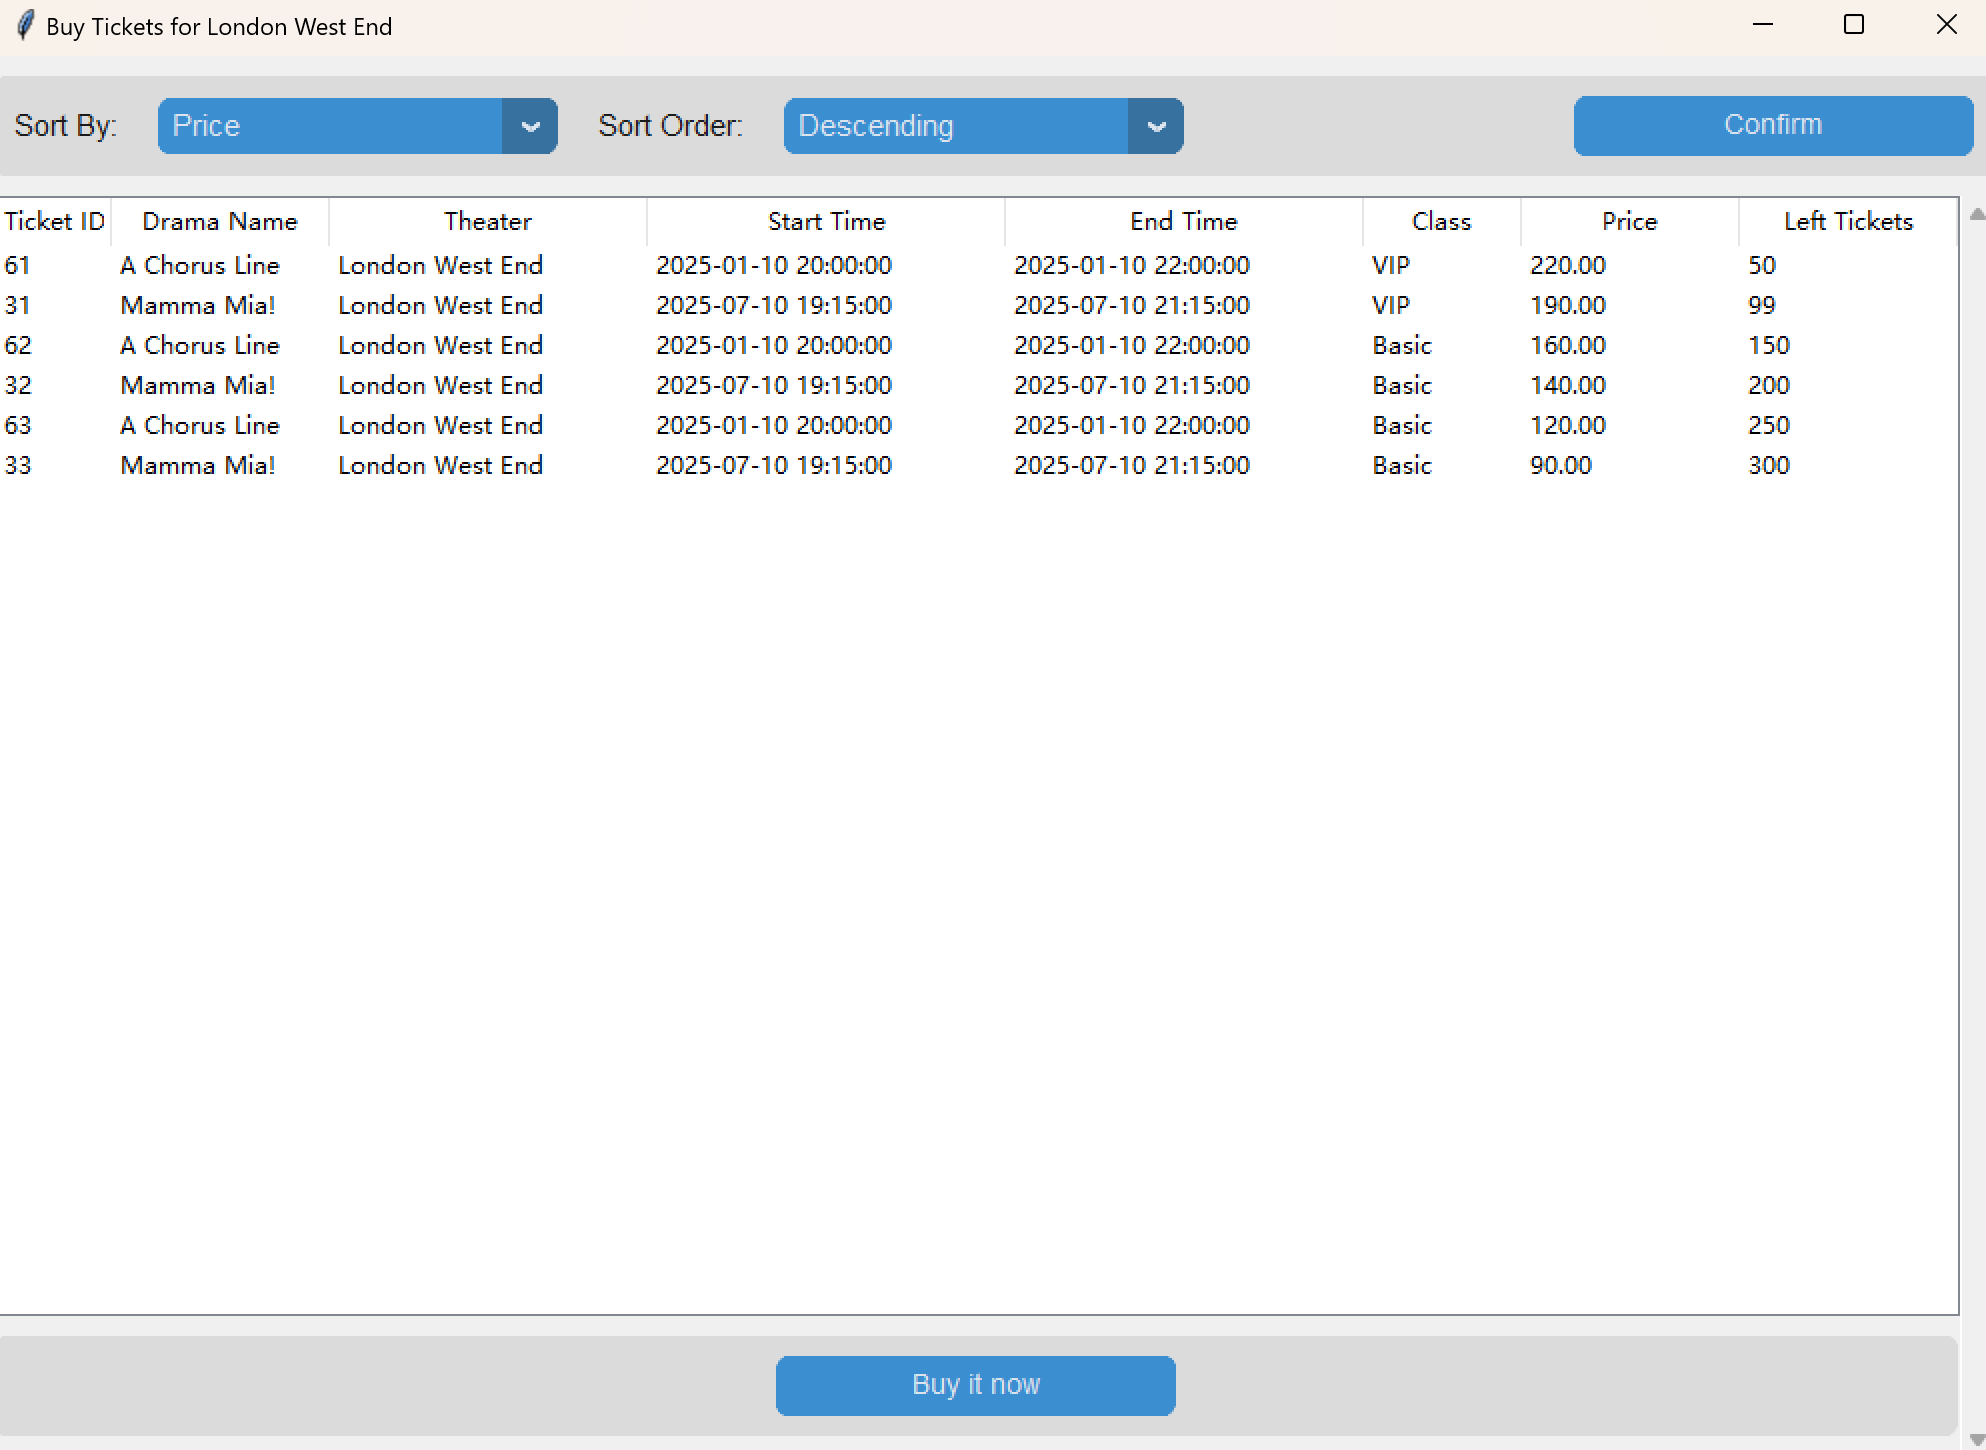 Buy Tickets for London West End
Sort By: Price Sort Order: Descending Confirm
Ticket ID Drama Name Theater Start Time End Time Class Price Left Tickets
61 A Chorus Line London West End 2025-01-10 20:00:00 2025-01-10 22:00:00 VIP 220.00 50
31 Mamma Mia! London West End 2025-07-10 19:15:00 2025-07-10 21:15:00 VIP 190.00 99
62 A Chorus Line London West End 2025-01-10 20:00:00 2025-01-10 22:00:00 Basic 160.00 150
32 Mamma Mia! London West End 2025-07-10 19:15:00 2025-07-10 21:15:00 Basic 140.00 200
63 A Chorus Line London West End 2025-01-10 20:00:00 2025-01-10 22:00:00 Basic 120.00 250
33 Mamma Mia! London West End 2025-07-10 19:15:00 2025-07-10 21:15:00 Basic 90.00 300
Buy it now